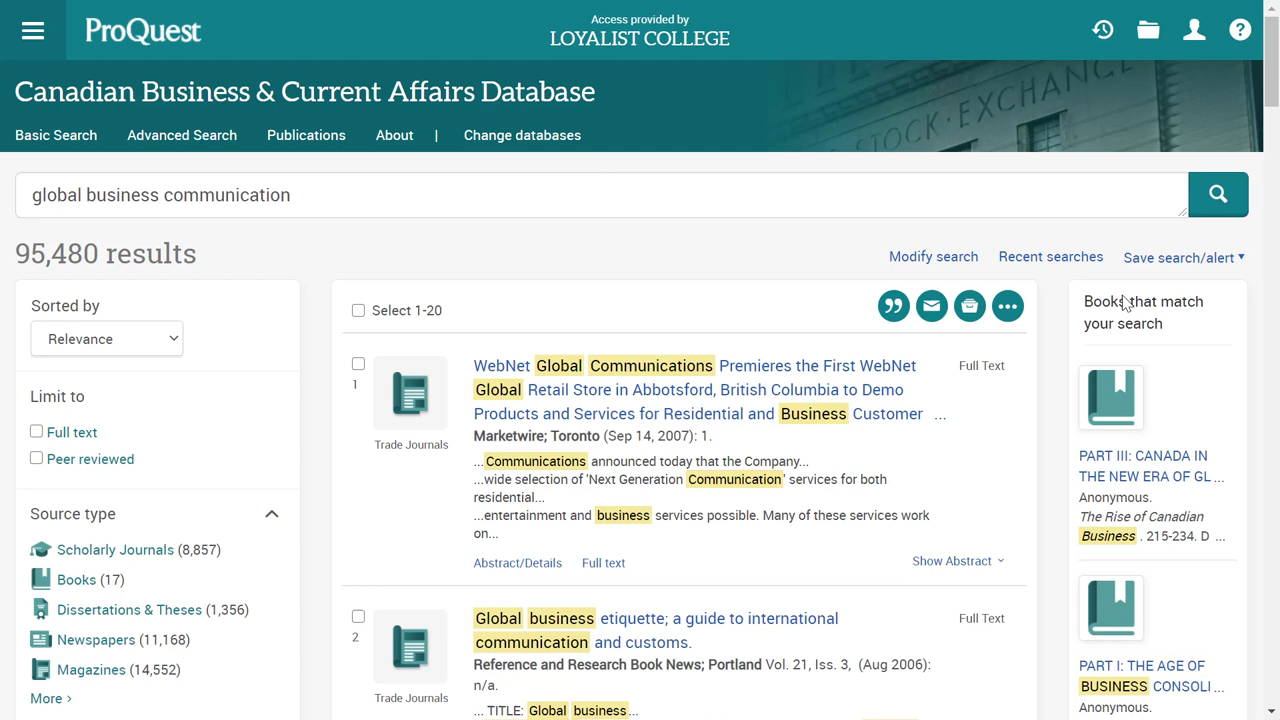 ProQuest
Access provided by
LOYALIST COLLEGE
Canadian Business & Current Affairs Database
STOCK EXCHANGE
Basic Search
Advanced Search
Publications
About
|
Change databases
global business communication
95,480 results
Modify search
Recent searches
Save search/alert
Sorted by
Relevance
Limit to
Full text
Peer reviewed
Source type
Scholarly Journals (8,857)
Books (17)
Dissertations & Theses (1,356)
Newspapers (11,168)
Magazines (14,552)
More >
Select 1-20
1
Trade Journals
WebNet Global Communications Premieres the First WebNet
Global Retail Store in Abbotsford, British Columbia to Demo
Products and Services for Residential and Business Customer ...
Full Text
Marketwire; Toronto (Sep 14, 2007): 1.
...Communications announced today that the Company...
...wide selection of 'Next Generation Communication' services for both
residential...
...entertainment and business services possible. Many of these services work
on...
Abstract/Details
Full text
Show Abstract
2
Trade Journals
Global business etiquette; a guide to international
communication and customs.
Full Text
Reference and Research Book News; Portland Vol. 21, Iss. 3, (Aug 2006):
n/a.
... TITLE: Global business...
Books that match
your search
PART III: CANADA IN
THE NEW ERA OF GL ...
Anonymous.
The Rise of Canadian
Business . 215-234. D ...
PART I: THE AGE OF
BUSINESS CONSOLI ...
Anonymous.